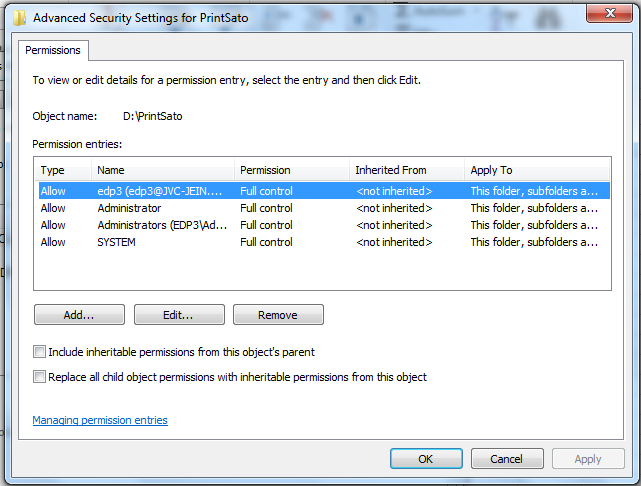 Advanced Security Settings for PrintSato
Permissions
To view or edit details for a permission entry, select the entry and then click Edit.
Object name: D:\PrintSato
Permission entries:
Type Name Permission Inherited From Apply To
Allow edp3 (edp3@JVC-JEIN.... Full control <not inherited> This folder, subfolders a...
Allow Administrator Full control <not inherited> This folder, subfolders a...
Allow Administrators (EDP3\Ad... Full control <not inherited> This folder, subfolders a...
Allow SYSTEM Full control <not inherited> This folder, subfolders a...
Add... Edit... Remove
Include inheritable permissions from this object's parent
Replace all child object permissions with inheritable permissions from this object
Managing permission entries
OK Cancel Apply